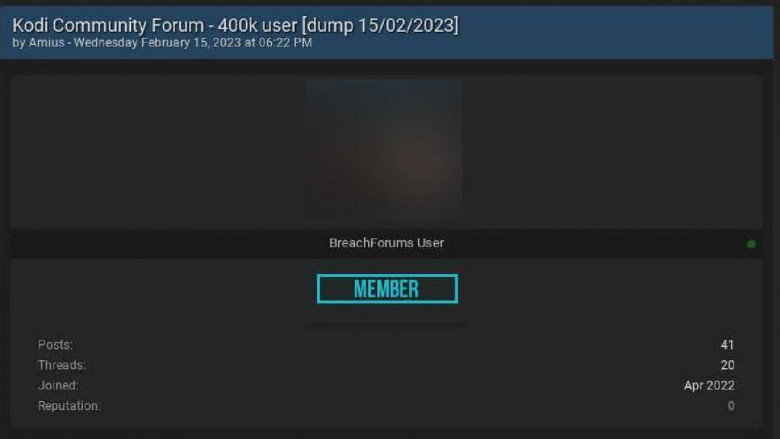 Kodi Community Forum - 400k user [dump 15/02/2023]
by Amius - Wednesday February 15, 2023 at 06:22 PM
BreachForums User
MEMBER
Posts: 41
Threads: 20
Joined: Apr 2022
Reputation: 0